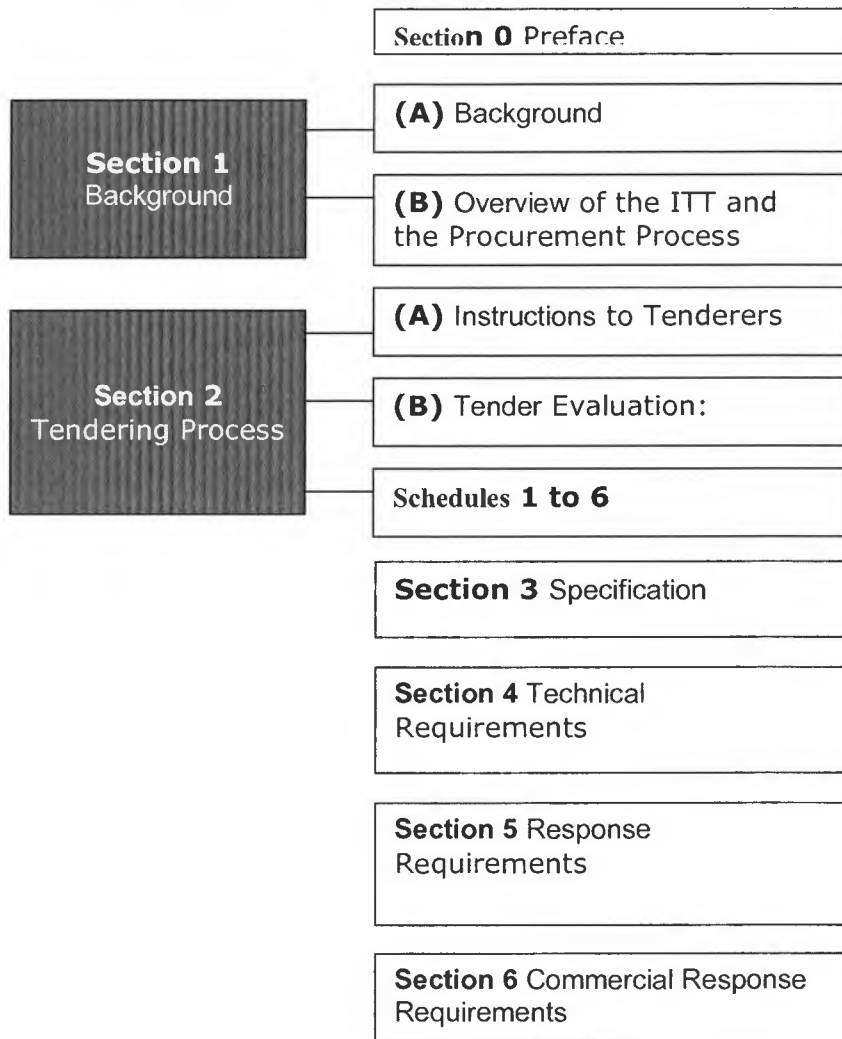 Section 0 Preface
Section 1
Background
(A) Background
(B) Overview of the ITT and
the Procurement Process
Section 2
Tendering Process
(A) Instructions to Tenderers
(B) Tender Evaluation:
Schedules 1 to 6
Section 3 Specification
Section 4 Technical
Requirements
Section 5 Response
Requirements
Section 6 Commercial Response
Requirements